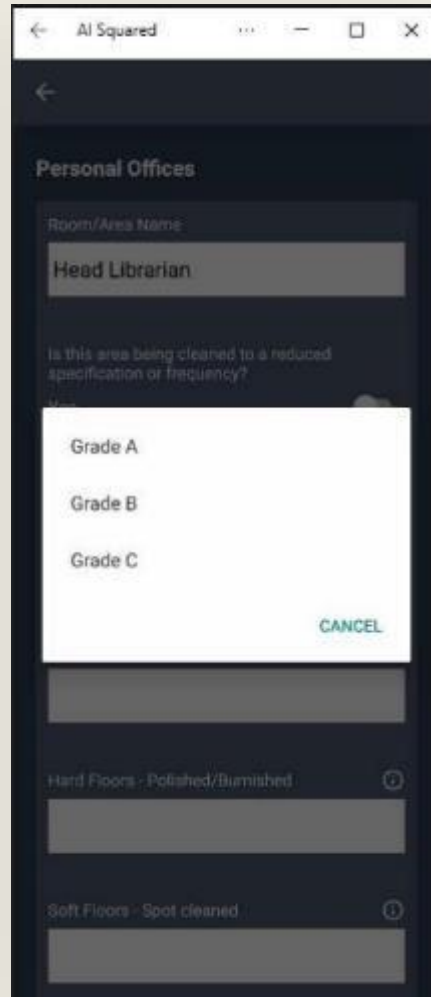 AI Squared
Personal Offices
Room/Area Name
Head Librarian
Is this area being cleaned to a reduced
specification or frequency?
Grade A
Grade B
Grade C
CANCEL
Hard Floors - Polished/Burnished
Soft Floors - Spot cleaned